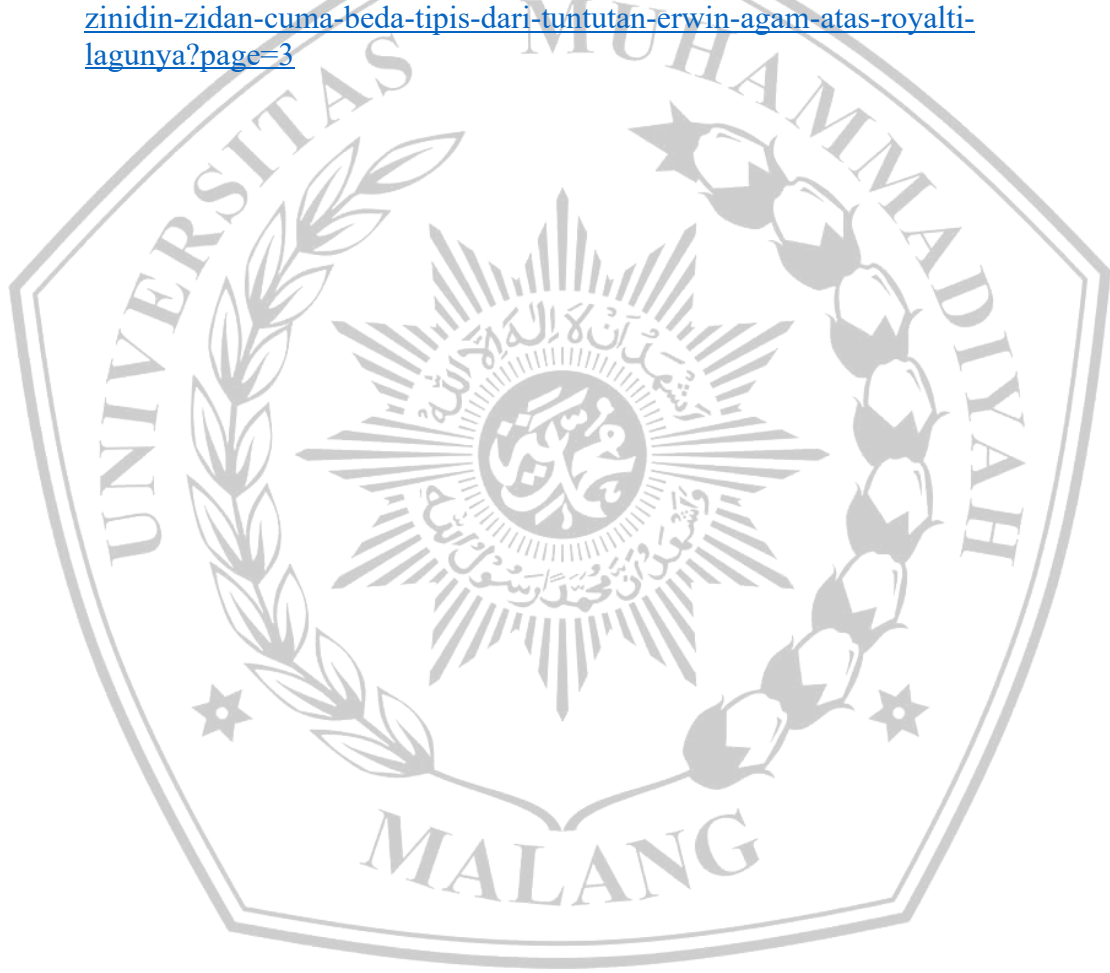 zinidin-zidan-cuma-beda-tipis-dari-tuntutan-erwin-agam-atas-royalti-
lagunya?page=3
UNIVERSITAS MUHAMMADIYAH
MALANG